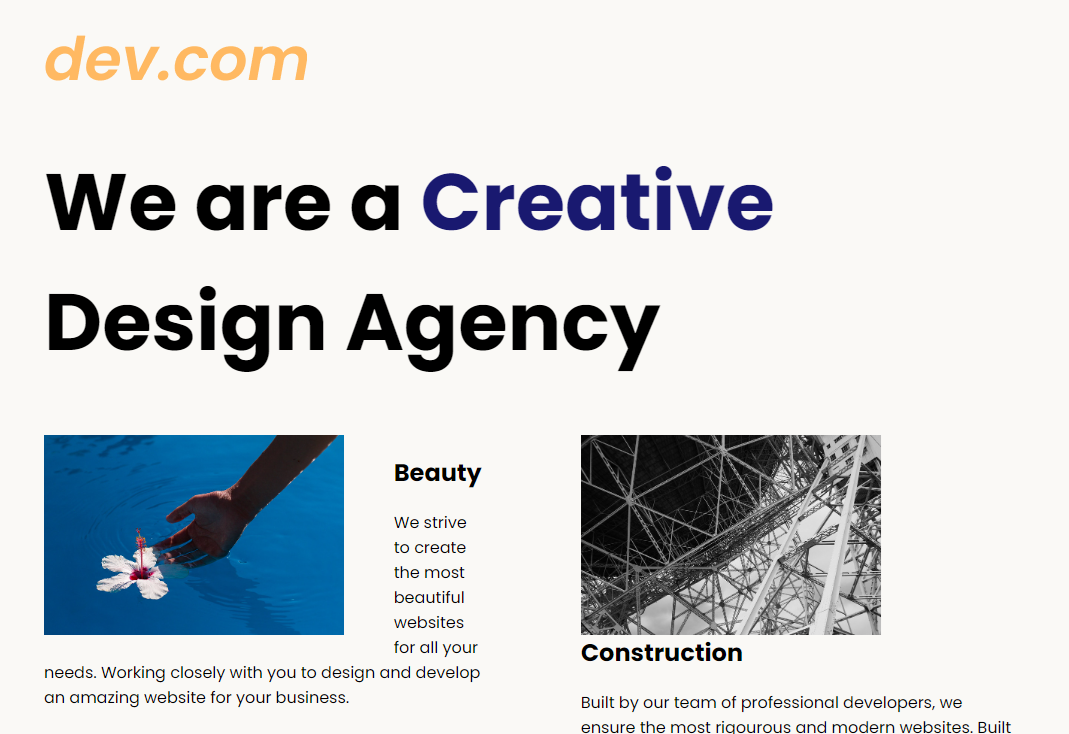 dev.com
We are a Creative
Design Agency
Beauty
We strive
to create
the most
beautiful
websites
for all your
needs. Working closely with you to design and develop
an amazing website for your business.
Construction
Built by our team of professional developers, we
ensure the most rigourous and modern websites. Built